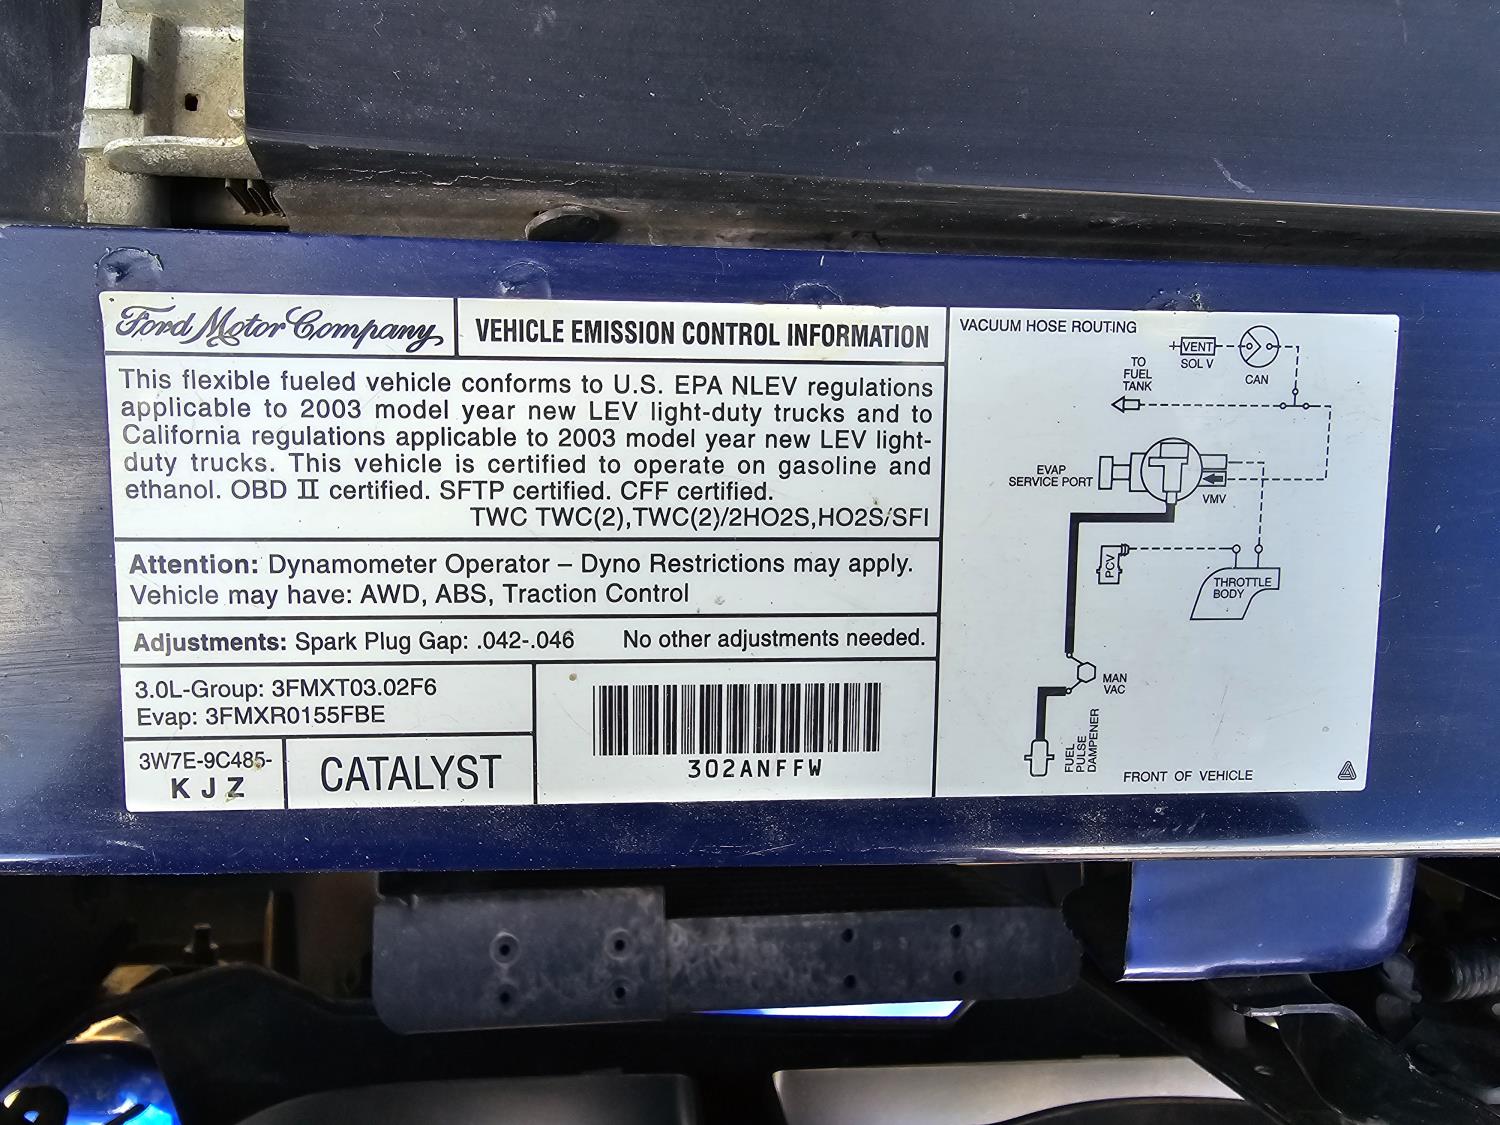 Ford Motor Company
VEHICLE EMISSION CONTROL INFORMATION
This flexible fueled vehicle conforms to U.S. EPA NLEV regulations
applicable to 2003 model year new LEV light-duty trucks and to
California regulations applicable to 2003 model year new LEV light-
duty trucks. This vehicle is certified to operate on gasoline and
ethanol. OBD II certified. SFTP certified. CFF certified.
TWC TWC(2),TWC(2)/2HO2S,HO2S/SFI
Attention: Dynamometer Operator – Dyno Restrictions may apply.
Vehicle may have: AWD, ABS, Traction Control
Adjustments: Spark Plug Gap: .042-.046 No other adjustments needed.
3.0L-Group: 3FMXT03.02F6
Evap: 3FMXR0155FBE
3W7E-9C485-
K J Z
CATALYST
302ANFFW
VACUUM HOSE ROUTING
VENT
SOL V
CAN
TO
FUEL
TANK
EVAP
SERVICE PORT
VMV
PCV
THROTTLE
BODY
MAN
VAC
FUEL
PULSE
DAMPENER
FRONT OF VEHICLE